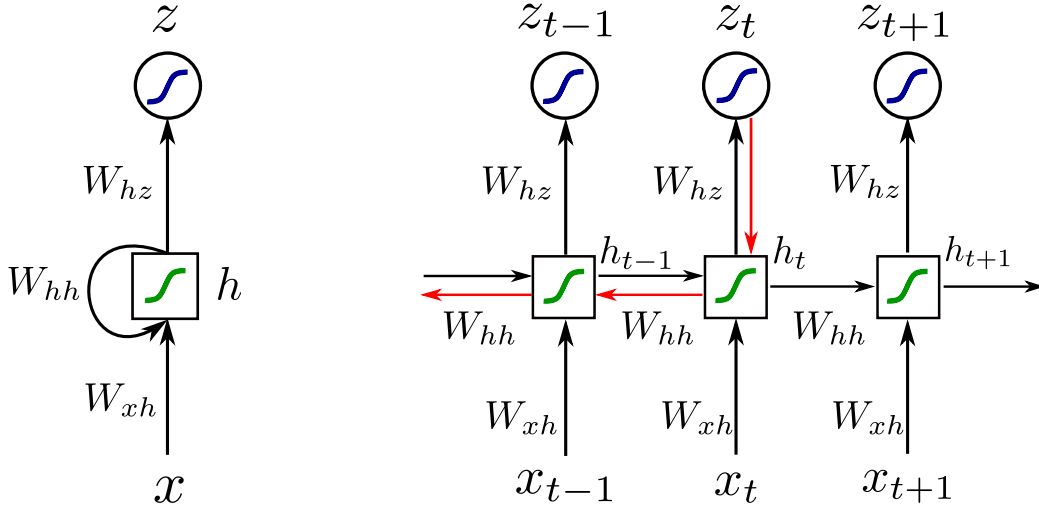 z
z_{t-1} z_t z_{t+1}
W_{hz}
W_{hz} W_{hz} W_{hz}
W_{hh} h
h_{t-1} h_t h_{t+1}
W_{hh} W_{hh} W_{hh}
W_{xh}
W_{xh} W_{xh} W_{xh}
x
x_{t-1} x_t x_{t+1}